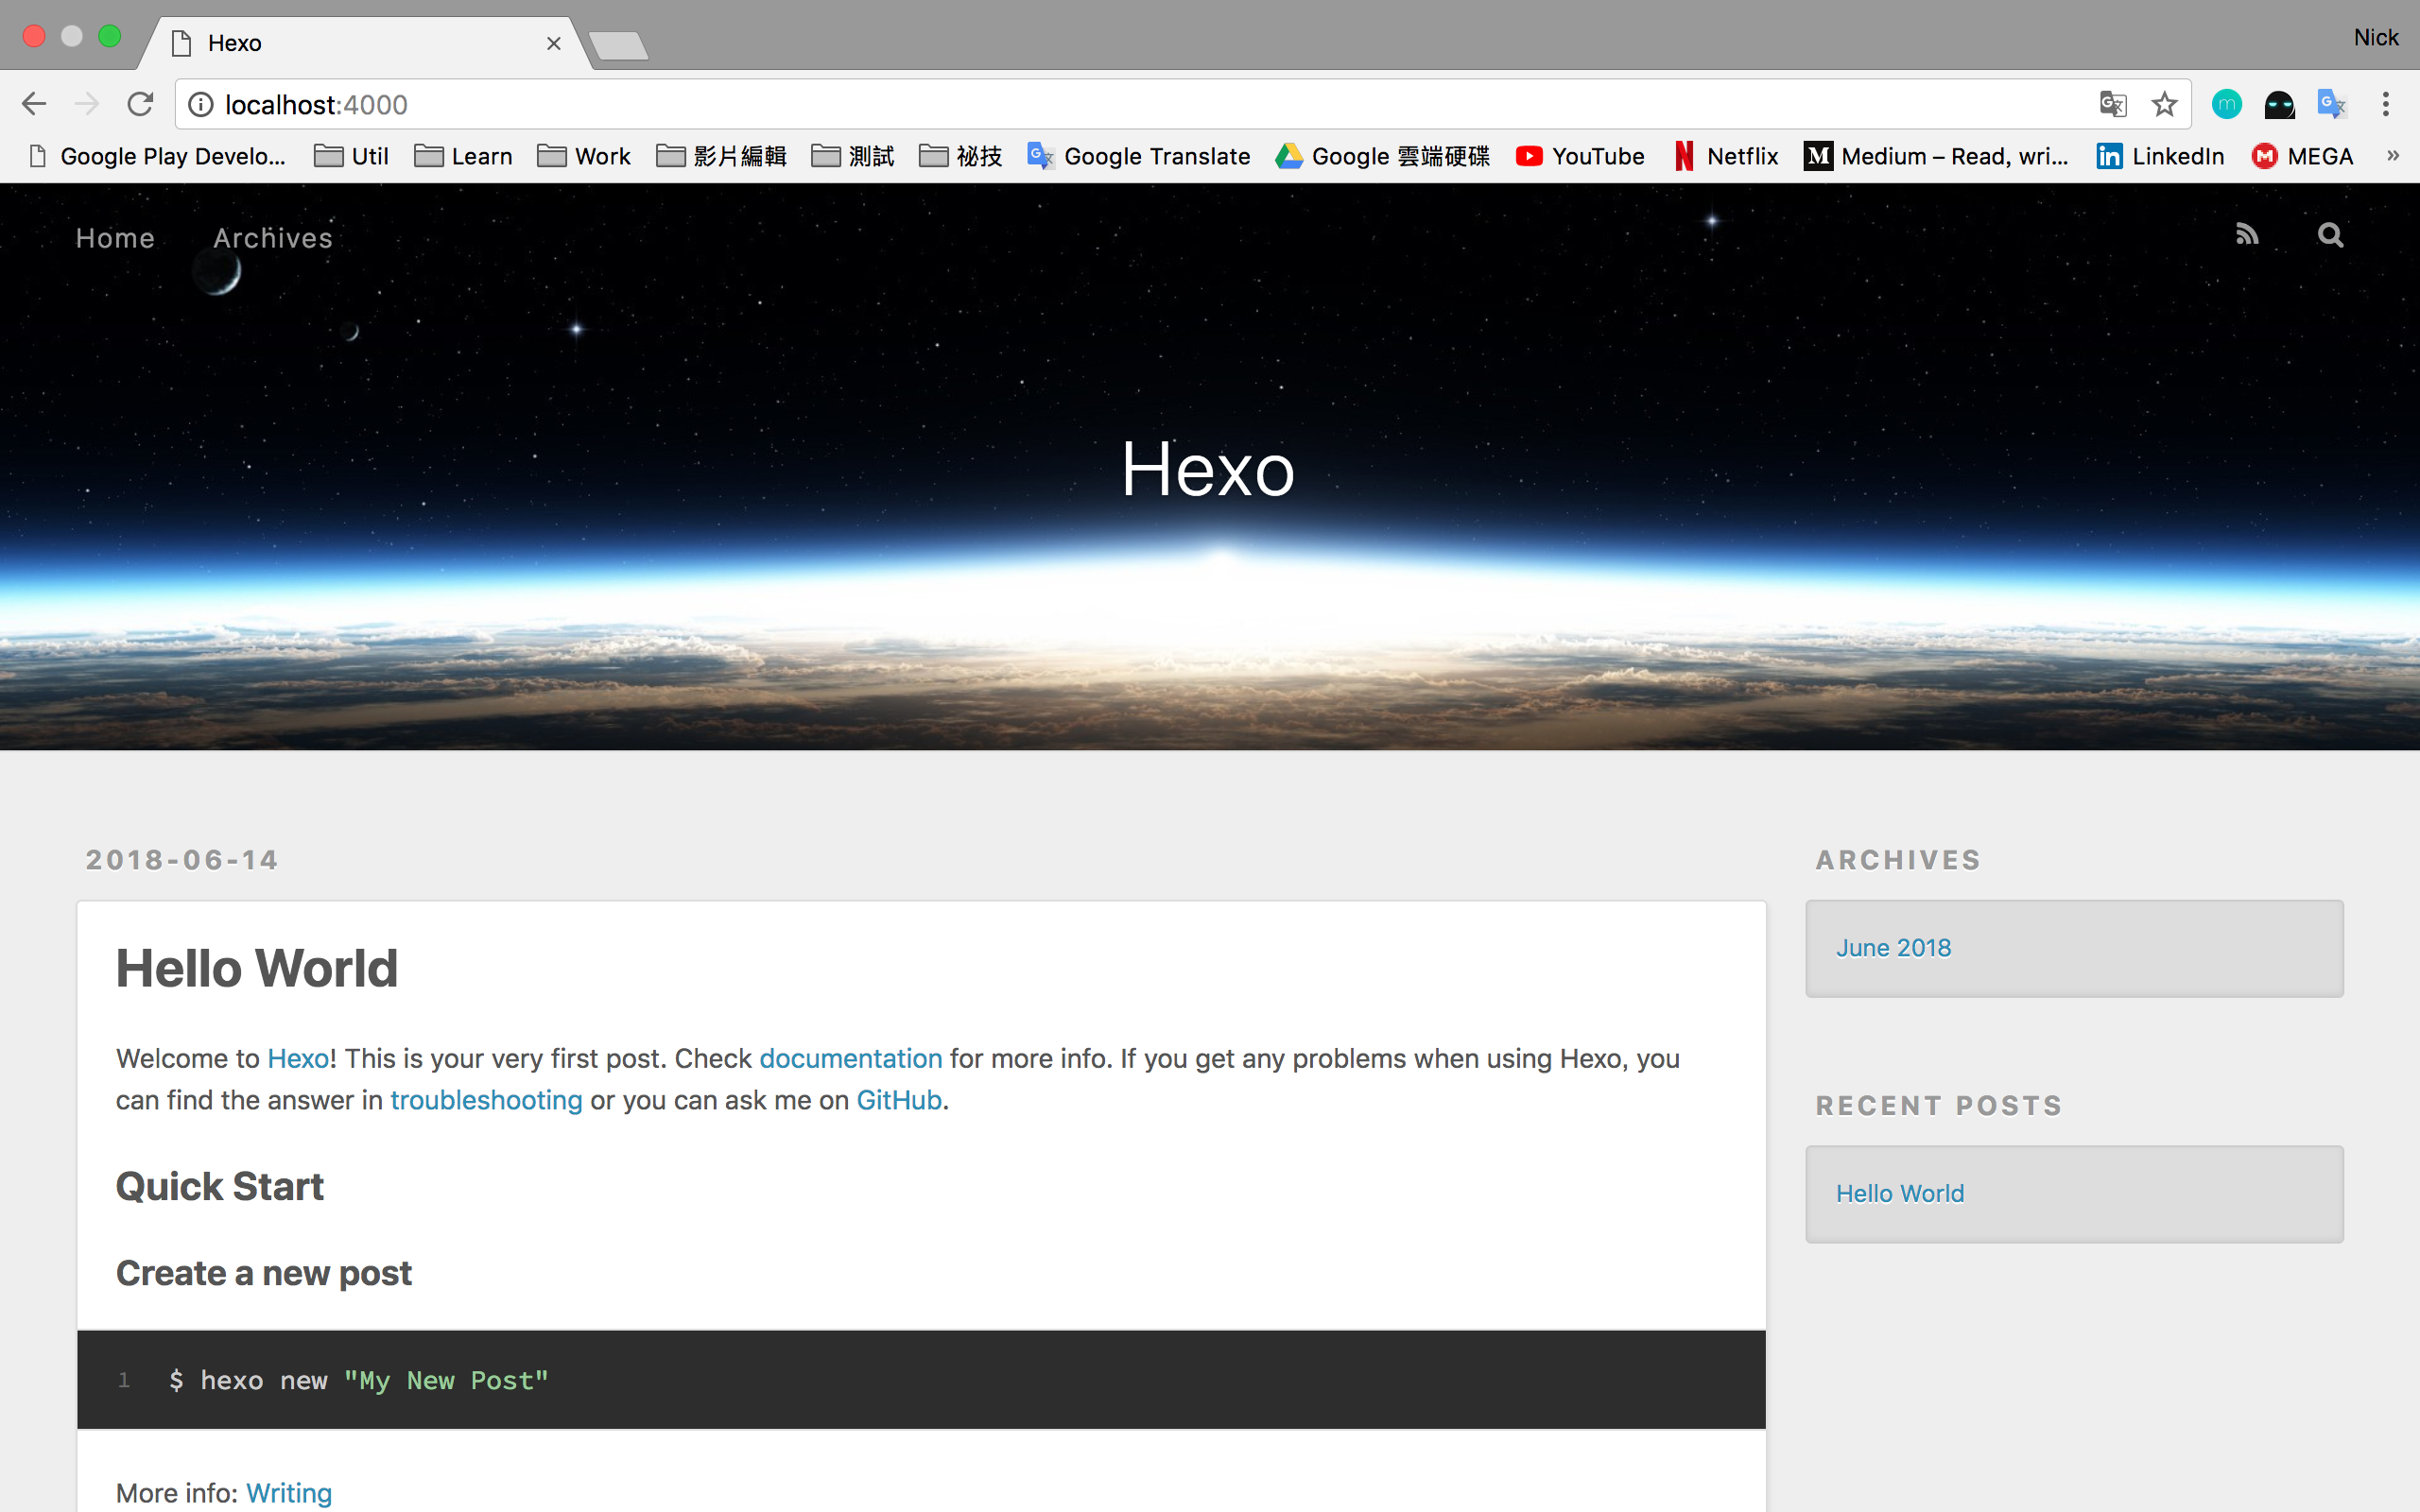 Hexo
Nick
localhost:4000
Google Play Develo... Util Learn Work 影片編輯 測試 祕技 Google Translate Google 雲端硬碟 YouTube Netflix Medium – Read, wri... LinkedIn MEGA »
Home Archives
Hexo
2018-06-14
Hello World
Welcome to Hexo! This is your very first post. Check documentation for more info. If you get any problems when using Hexo, you
can find the answer in troubleshooting or you can ask me on GitHub.
Quick Start
Create a new post
1 $ hexo new "My New Post"
More info: Writing
ARCHIVES
June 2018
RECENT POSTS
Hello World